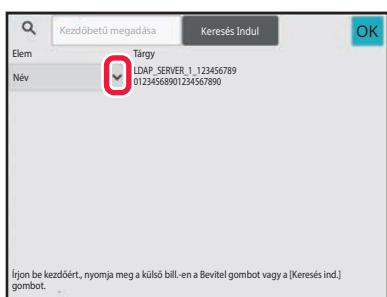 Kezdőbetű megadása
Keresés Indul
OK
Elem
Tárgy
Név
LDAP_SERVER_1_123456789
01234568901234567890
Írjon be kezdőért., nyomja meg a külső bill.-en a Bevitel gombot vagy a [Keresés ind.]
gombot.